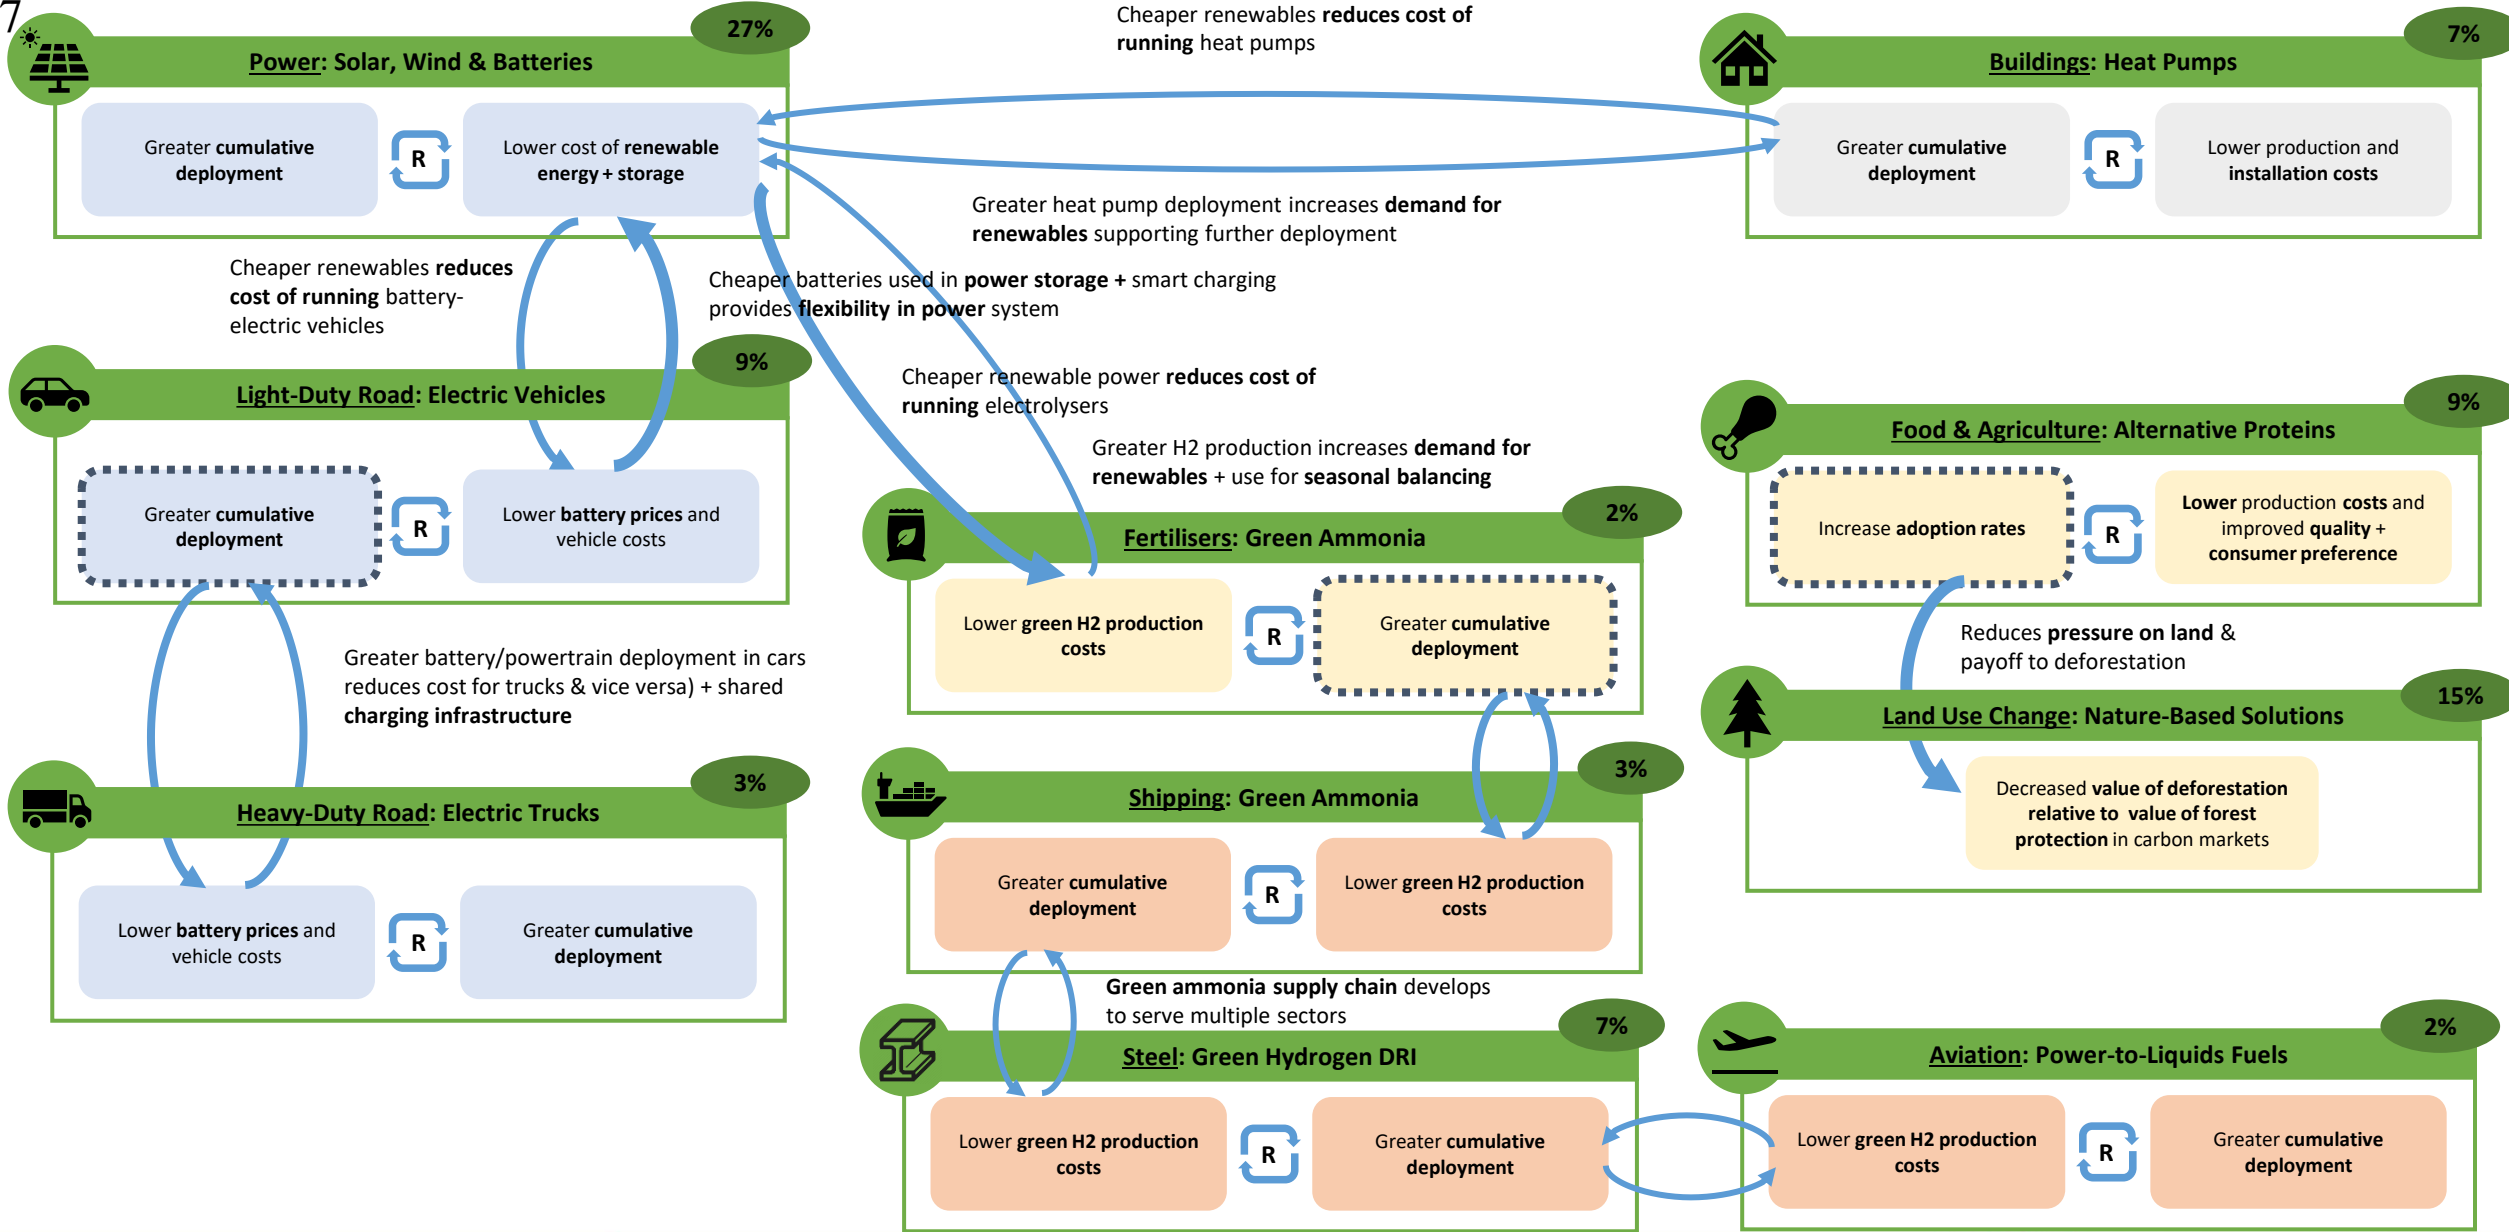 7
27%
Power: Solar, Wind & Batteries
Greater cumulative
deployment
R
Lower cost of renewable
energy + storage
Cheaper renewables reduces cost of
running heat pumps
7%
Buildings: Heat Pumps
Greater cumulative
deployment
R
Lower production and
installation costs
Greater heat pump deployment increases demand for
renewables supporting further deployment
Cheaper renewables reduces
cost of running battery-
electric vehicles
Cheaper batteries used in power storage + smart charging
provides flexibility in power system
9%
Light-Duty Road: Electric Vehicles
Greater cumulative
deployment
R
Lower battery prices and
vehicle costs
Cheaper renewable power reduces cost of
running electrolysers
Greater H2 production increases demand for
renewables + use for seasonal balancing
9%
Food & Agriculture: Alternative Proteins
Increase adoption rates
R
Lower production costs and
improved quality +
consumer preference
2%
Fertilisers: Green Ammonia
Lower green H2 production
costs
R
Greater cumulative
deployment
Reduces pressure on land &
payoff to deforestation
Greater battery/powertrain deployment in cars
reduces cost for trucks & vice versa) + shared
charging infrastructure
15%
Land Use Change: Nature-Based Solutions
Decreased value of deforestation
relative to value of forest
protection in carbon markets
3%
Heavy-Duty Road: Electric Trucks
Lower battery prices and
vehicle costs
R
Greater cumulative
deployment
3%
Shipping: Green Ammonia
Greater cumulative
deployment
R
Lower green H2 production
costs
Green ammonia supply chain develops
to serve multiple sectors
7%
Steel: Green Hydrogen DRI
Lower green H2 production
costs
R
Greater cumulative
deployment
2%
Aviation: Power-to-Liquids Fuels
Lower green H2 production
costs
R
Greater cumulative
deployment